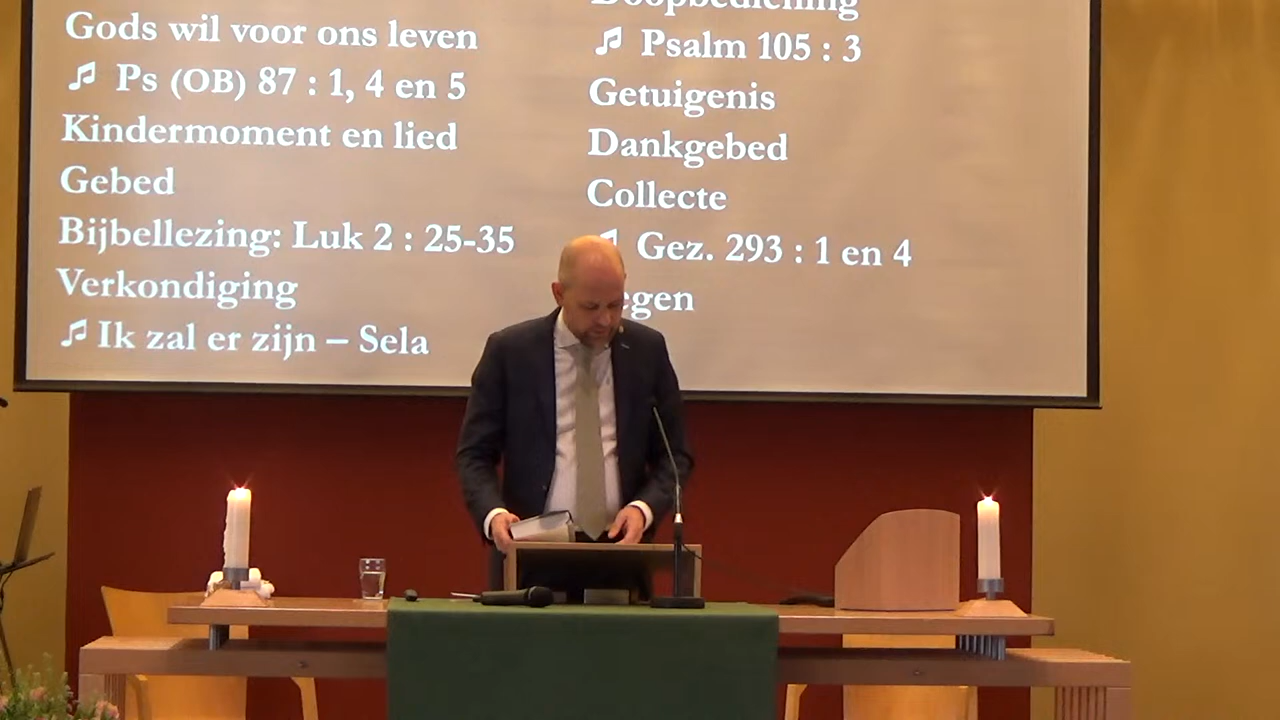 Gods wil voor ons leven
♫ Ps (OB) 87 : 1, 4 en 5
Kindermoment en lied
Gebed
Bijbellezing: Luk 2 : 25-35
Verkondiging
♫ Ik zal er zijn – Sela
Doopbediening
♫ Psalm 105 : 3
Getuigenis
Dankgebed
Collecte
♫ Gez. 293 : 1 en 4
egen